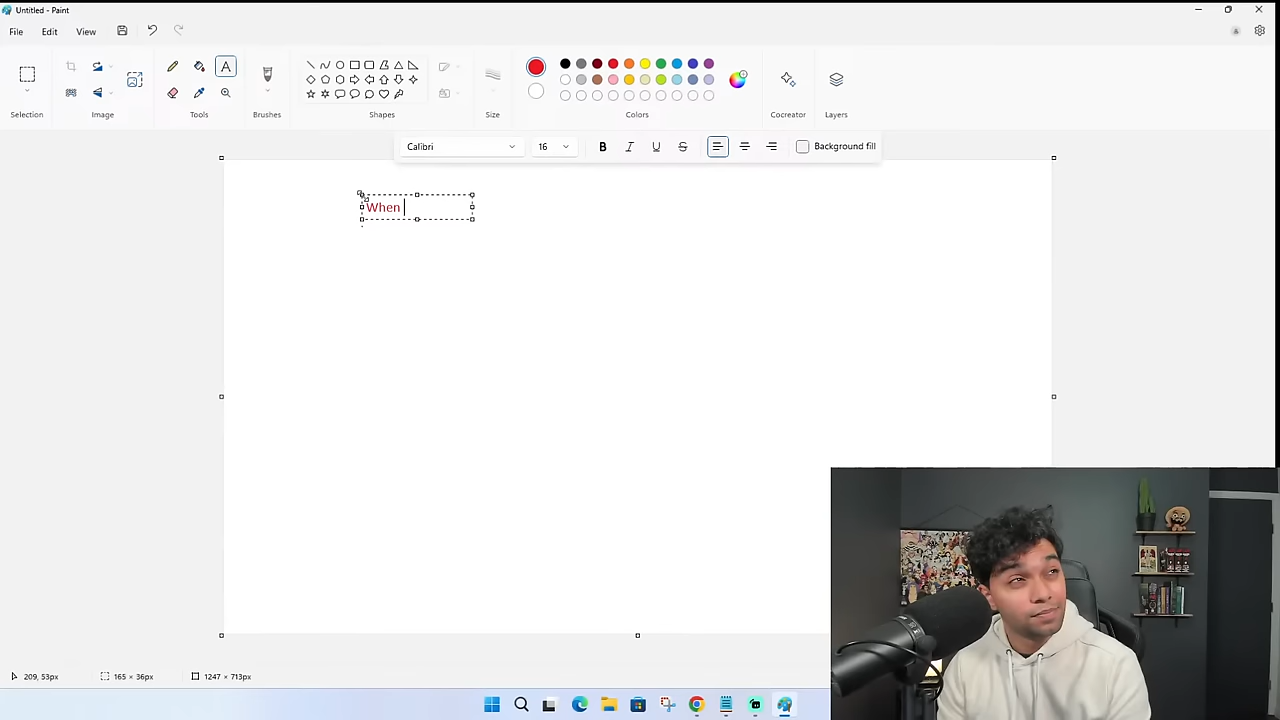 Untitled - Paint
File Edit View
Selection Image Tools Brushes Shapes Size Colors Cocreator Layers
Calibri 16 B I U S Background fill
When
209, 53px 165 × 36px 1247 × 713px